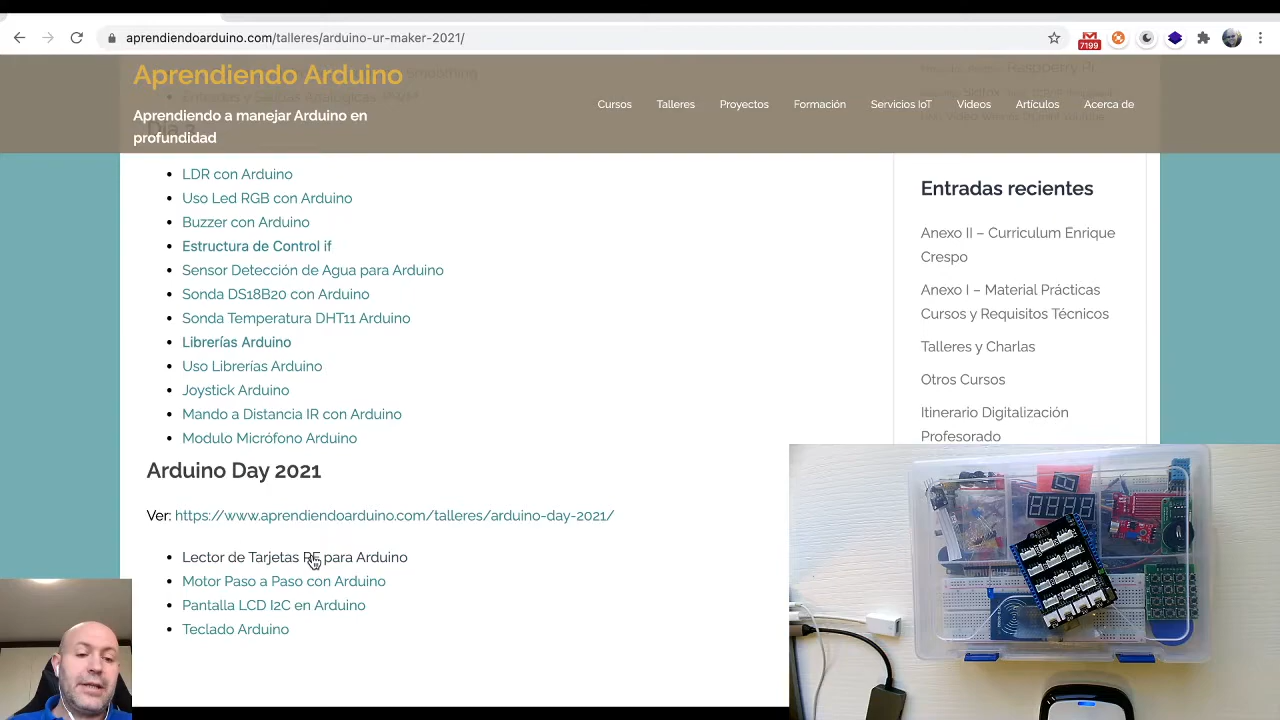 aprendiendoarduino.com/talleres/arduino-ur-maker-2021/
7199
Aprendiendo Arduino
Aprendiendo a manejar Arduino en
profundidad
Cursos
Talleres
Proyectos
Formación
Servicios IoT
Videos
Artículos
Acerca de
Entradas y Salidas Analógicas
LDR con Arduino
Uso Led RGB con Arduino
Buzzer con Arduino
Estructura de Control if
Sensor Detección de Agua para Arduino
Sonda DS18B20 con Arduino
Sonda Temperatura DHT11 Arduino
Librerías Arduino
Uso Librerías Arduino
Joystick Arduino
Mando a Distancia IR con Arduino
Modulo Micrófono Arduino
Arduino Day 2021
Ver: https://www.aprendiendoarduino.com/talleres/arduino-day-2021/
Lector de Tarjetas RF para Arduino
Motor Paso a Paso con Arduino
Pantalla LCD I2C en Arduino
Teclado Arduino
Entradas recientes
Anexo II – Curriculum Enrique
Crespo
Anexo I – Material Prácticas
Cursos y Requisitos Técnicos
Talleres y Charlas
Otros Cursos
Itinerario Digitalización
Profesorado